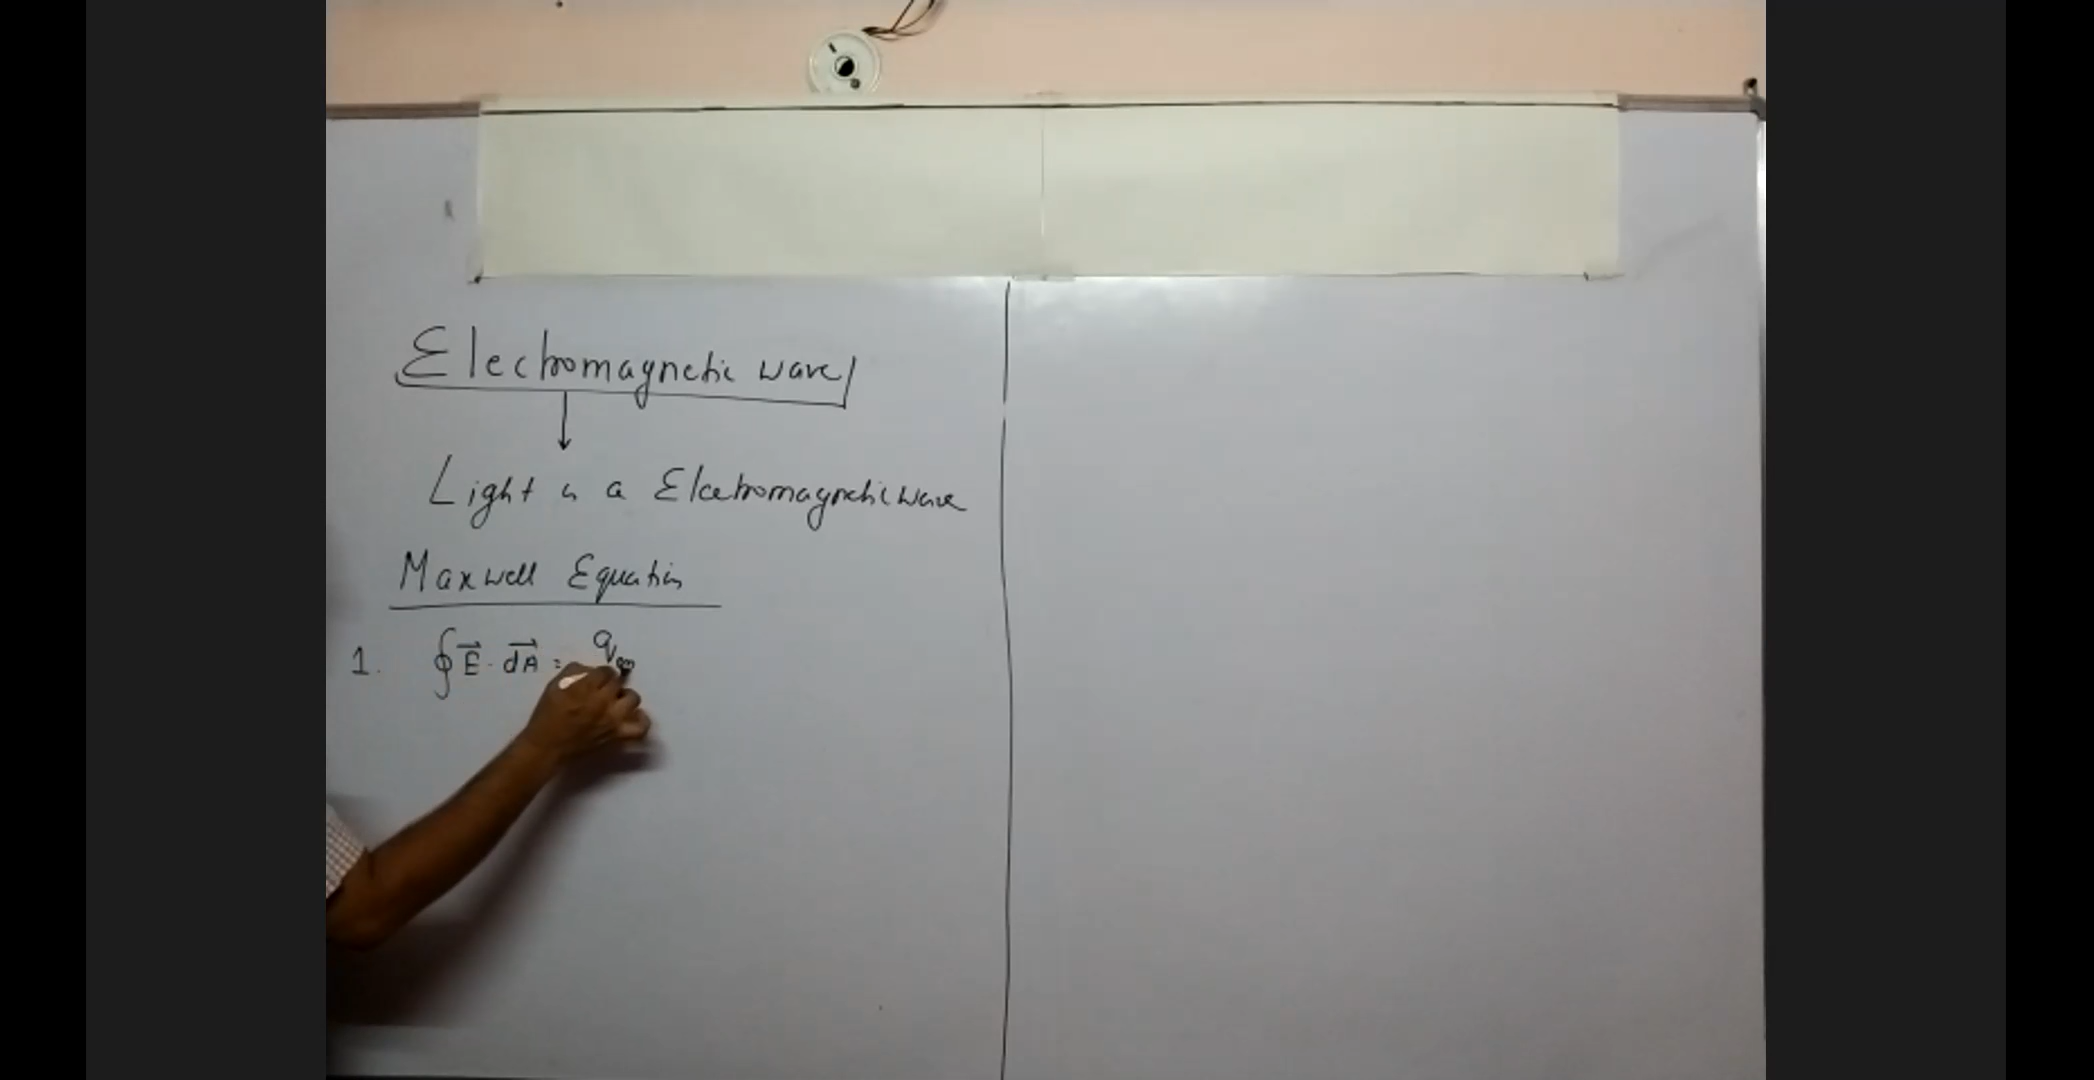 Electromagnetic wave
Light is a Electromagnetic wave
Maxwell Equation
1. ∮E⃗ · dA⃗ = q